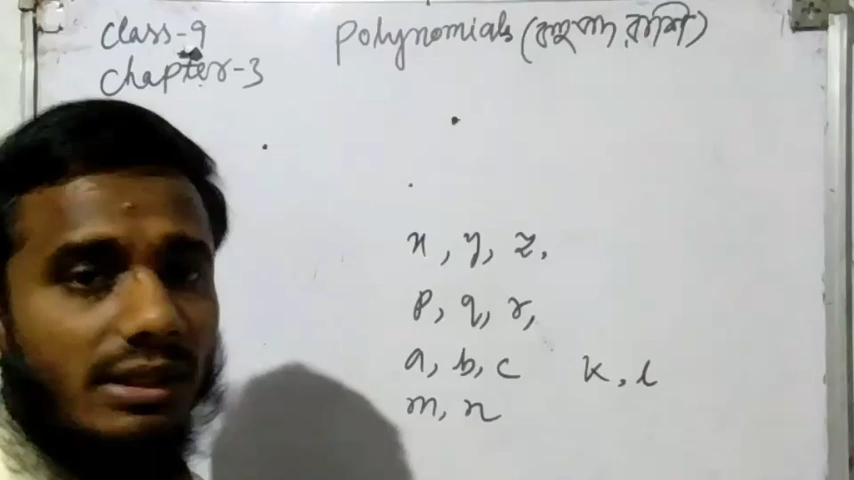 Class-9 Polynomials (বহুপদ রাশি)
Chapter-3
x, y, z,
p, q, r,
a, b, c k, l
m, n